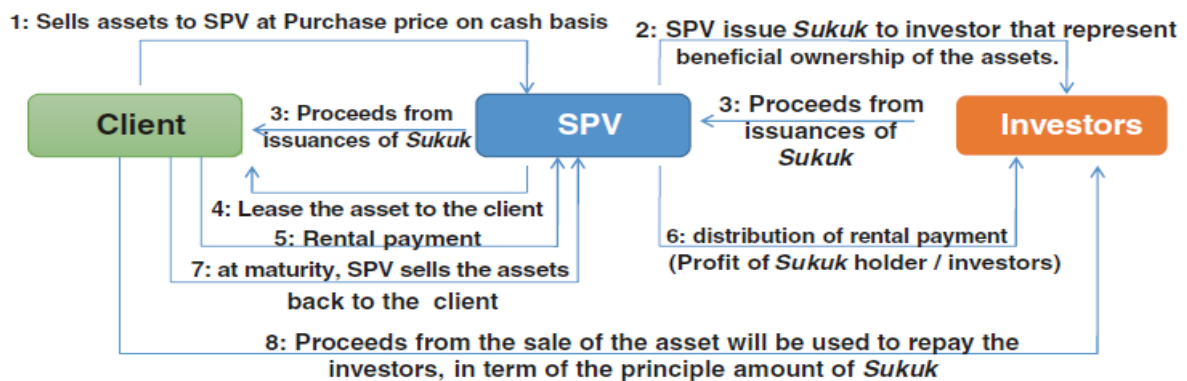 1: Sells assets to SPV at Purchase price on cash basis
2: SPV issue Sukuk to investor that represent
beneficial ownership of the assets.
Client
3: Proceeds from
issuances of Sukuk
SPV
3: Proceeds from
issuances of
Sukuk
Investors
4: Lease the asset to the client
5: Rental payment
6: distribution of rental payment
(Profit of Sukuk holder / investors)
7: at maturity, SPV sells the assets
back to the client
8: Proceeds from the sale of the asset will be used to repay the
investors, in term of the principle amount of Sukuk